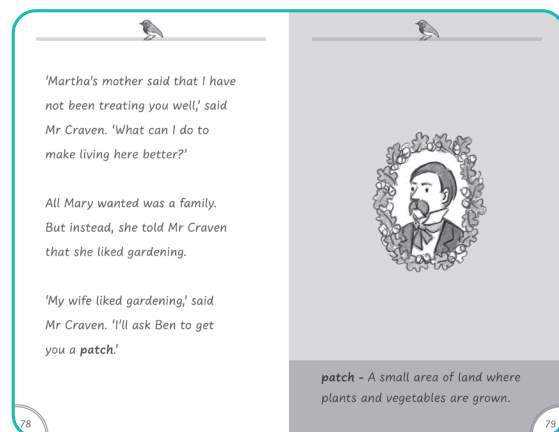 'Martha's mother said that I have
not been treating you well,' said
Mr Craven. 'What can I do to
make living here better?'
All Mary wanted was a family.
But instead, she told Mr Craven
that she liked gardening.
'My wife liked gardening,' said
Mr Craven. 'I'll ask Ben to get
you a patch.'
78
patch - A small area of land where
plants and vegetables are grown.
79